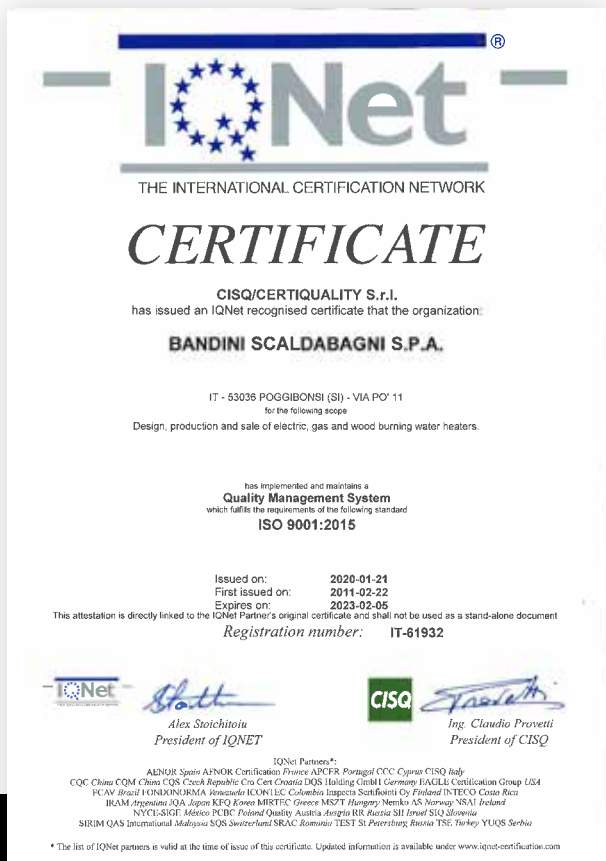 IQNet ®
THE INTERNATIONAL CERTIFICATION NETWORK
CERTIFICATE
CISQ/CERTIQUALITY S.r.l.
has issued an IQNet recognised certificate that the organization:
BANDINI SCALDABAGNI S.P.A.
IT - 53036 POGGIBONSI (SI) - VIA PO' 11
for the following scope
Design, production and sale of electric, gas and wood burning water heaters.
has implemented and maintains a
Quality Management System
which fulfills the requirements of the following standard
ISO 9001:2015
Issued on: 2020-01-21
First issued on: 2011-02-22
Expires on: 2023-02-05
This attestation is directly linked to the IQNet Partner's original certificate and shall not be used as a stand-alone document
Registration number: IT-61932
IQNet
CISQ
Alex Stoichitoiu
President of IQNET
Ing. Claudio Provetti
President of CISQ
IQNet Partners*:
AENOR Spain AFNOR Certification France APCER Portugal CCC Cyprus CISQ Italy
CQC China CQM China CQS Czech Republic Cro Cert Croatia DQS Holding GmbH Germany EAGLE Certification Group USA
FCAV Brazil FONDONORMA Venezuela ICONTEC Colombia Inspecta Sertifiointi Oy Finland INTECO Costa Rica
IRAM Argentina JQA Japan KFQ Korea MIRTEC Greece MSZT Hungary Nemko AS Norway NSAI Ireland
NYCE-SIGE México PCBC Poland Quality Austria Austria RR Russia SII Israel SIQ Slovenia
SIRIM QAS International Malaysia SQS Switzerland SRAC Romania TEST St Petersburg Russia TSE Turkey YUQS Serbia
* The list of IQNet partners is valid at the time of issue of this certificate. Updated information is available under www.iqnet-certification.com